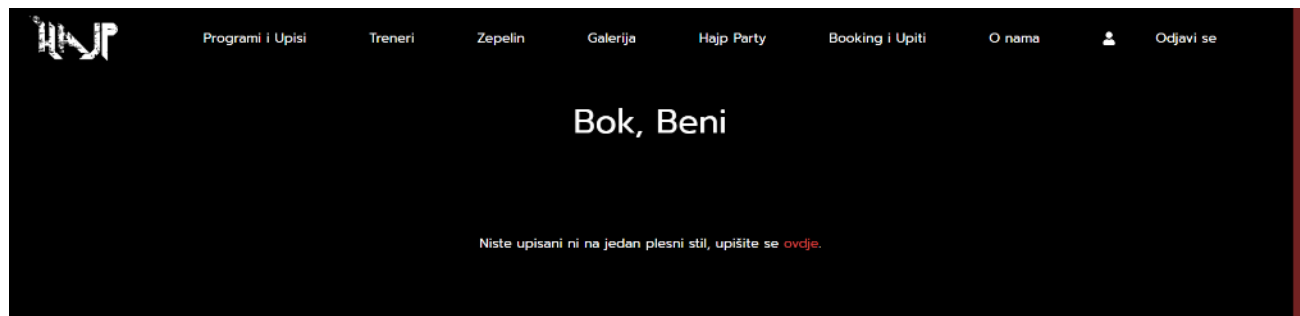 HAJP Programi i Upisi Treneri Zepelin Galerija Hajp Party Booking i Upiti O nama Odjavi se
Bok, Beni
Niste upisani ni na jedan plesni stil, upišite se ovdje.